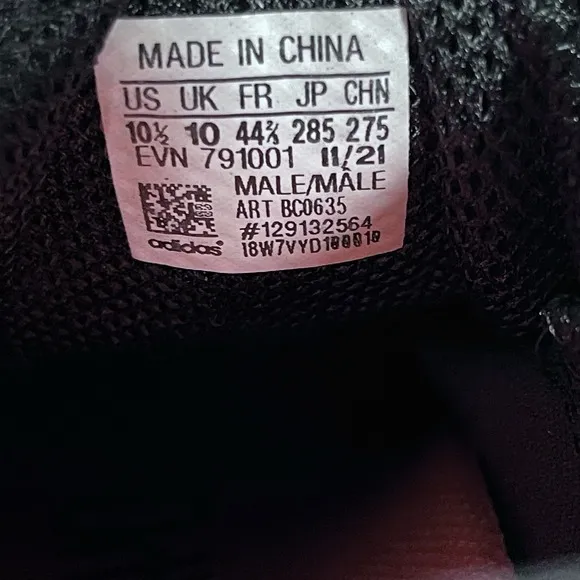 MADE IN CHINA
US UK FR JP CHN
10½ 10 44⅔ 285 275
EVN 791001 11/21
MALE/MÂLE
ART BC0635
#129132564
adidas